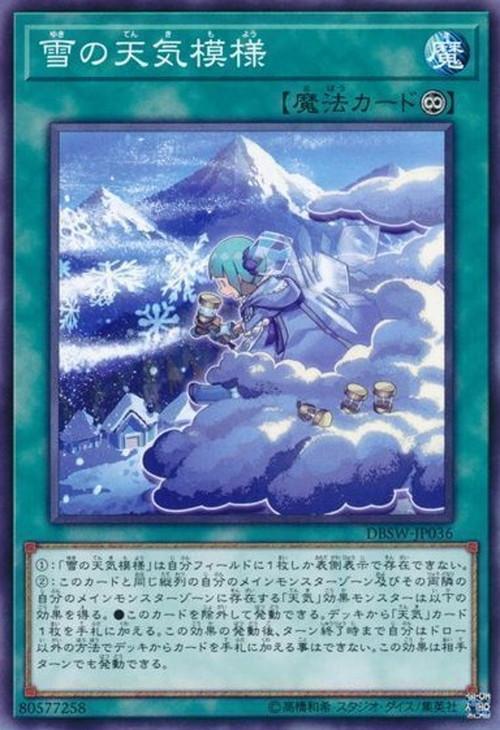 雪の天気模様
魔
【魔法カード】
DBSW-JP036
①:「雪の天気模様」は自分フィールドに1枚しか表側表示で存在できない。
②:このカードと同じ縦列の自分のメインモンスターゾーン及びその両隣
のメインモンスターゾーンに存在する「天気」効果モンスターは以下の
効果を得る。●このカードを除外して発動できる。デッキから「天気」カード
1枚を手札に加える。この効果の発動後、ターン終了時まで自分はドロー
以外の方法でデッキからカードを手札に加える事はできない。この効果は相手
ターンでも発動できる。
80577258
©高橋和希 スタジオ・ダイス/集英社